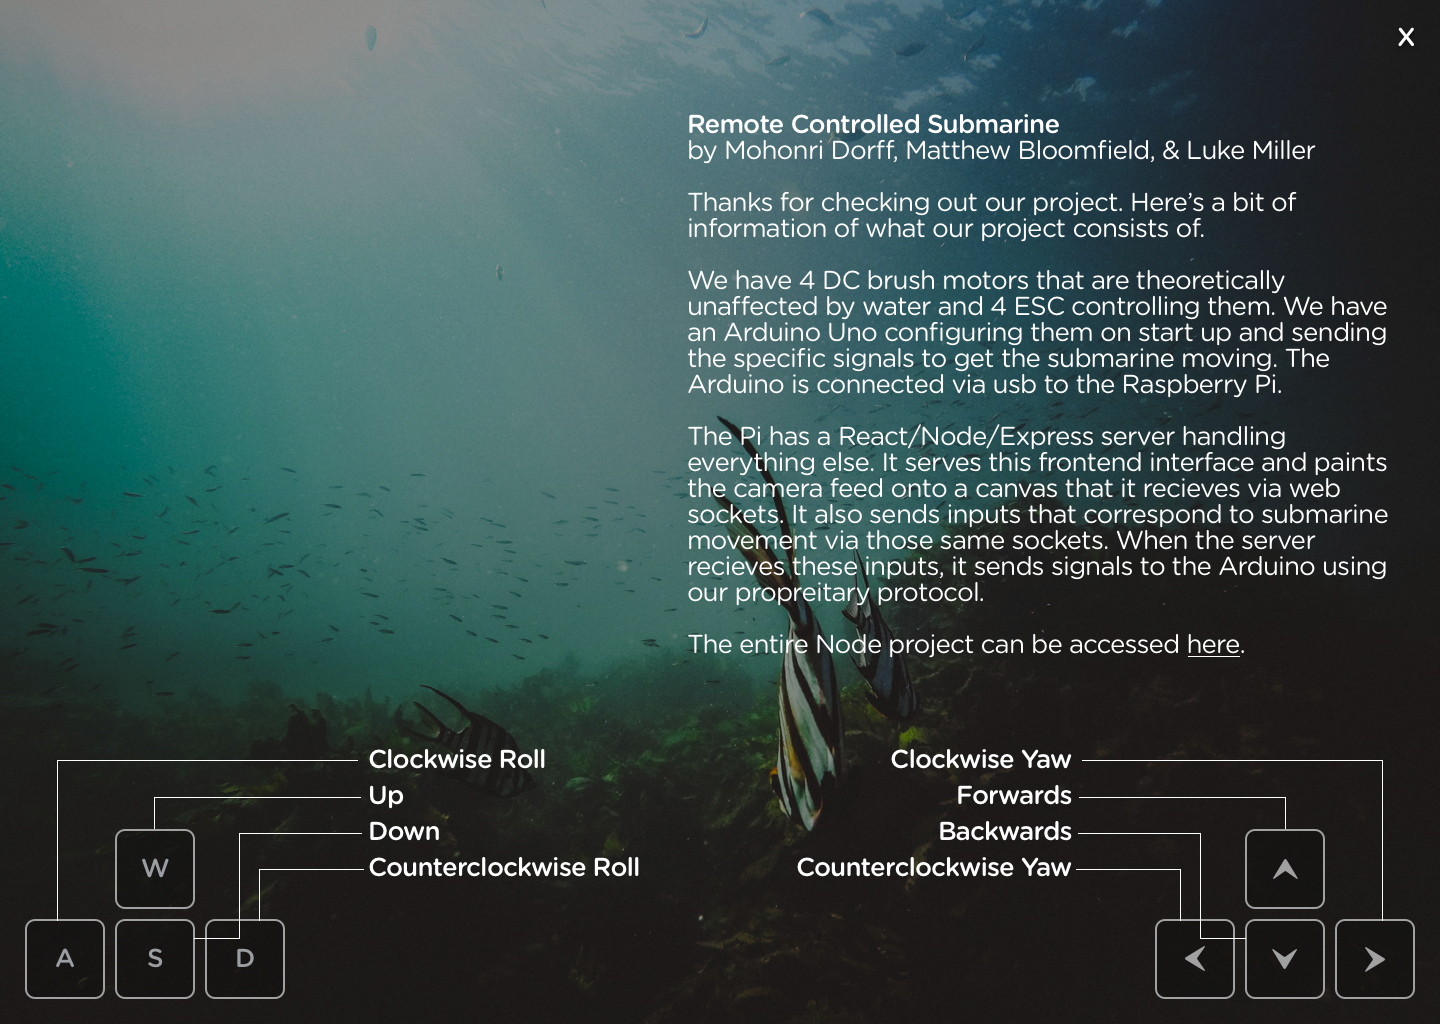 X
Remote Controlled Submarine
by Mohonri Dorff, Matthew Bloomfield, & Luke Miller
Thanks for checking out our project. Here’s a bit of
information of what our project consists of.
We have 4 DC brush motors that are theoretically
unaffected by water and 4 ESC controlling them. We have
an Arduino Uno configuring them on start up and sending
the specific signals to get the submarine moving. The
Arduino is connected via usb to the Raspberry Pi.
The Pi has a React/Node/Express server handling
everything else. It serves this frontend interface and paints
the camera feed onto a canvas that it recieves via web
sockets. It also sends inputs that correspond to submarine
movement via those same sockets. When the server
recieves these inputs, it sends signals to the Arduino using
our propreitary protocol.
The entire Node project can be accessed here.
Clockwise Roll
Up
Down
Counterclockwise Roll
W
A
S
D
Clockwise Yaw
Forwards
Backwards
Counterclockwise Yaw